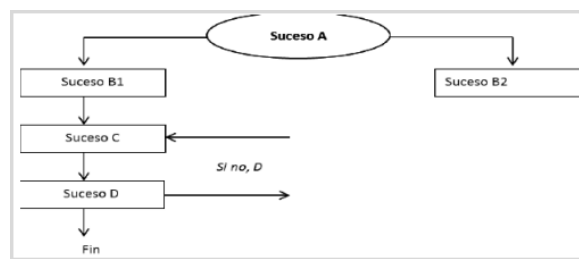 Suceso A
Suceso B1
Suceso B2
Suceso C
SI no, D
Suceso D
Fin